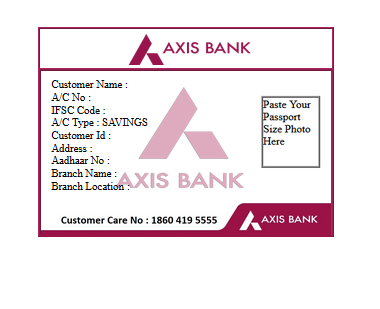 AXIS BANK
Customer Name :
A/C No :
IFSC Code :
A/C Type : SAVINGS
Customer Id :
Address :
Aadhaar No :
Branch Name :
Branch Location :
Paste Your
Passport
Size Photo
Here
AXIS BANK
Customer Care No : 1860 419 5555
AXIS BANK